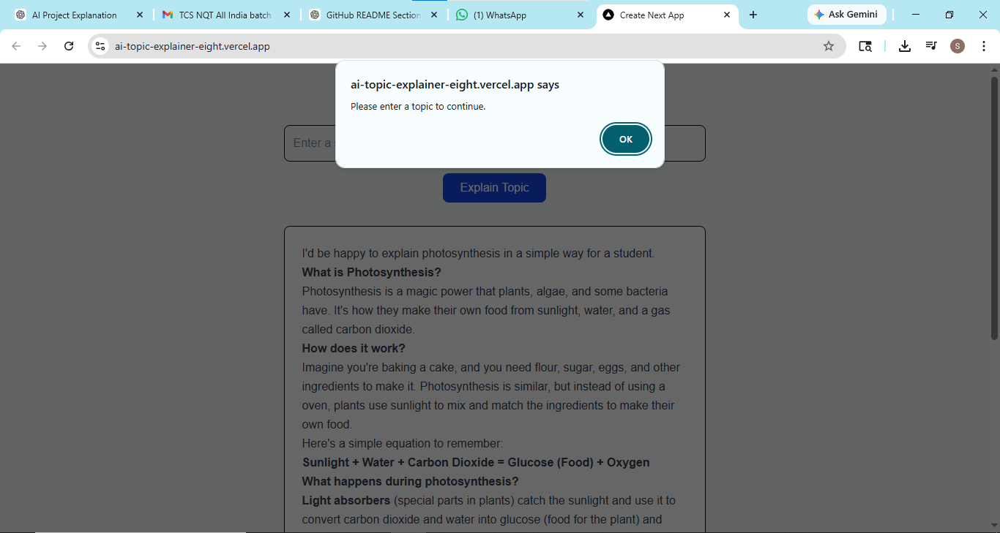 AI Project Explanation
TCS NQT All India batch
GitHub README Section
(1) WhatsApp
Create Next App
Ask Gemini
ai-topic-explainer-eight.vercel.app
S
ai-topic-explainer-eight.vercel.app says
Please enter a topic to continue.
OK
Enter a
Explain Topic
I'd be happy to explain photosynthesis in a simple way for a student.
What is Photosynthesis?
Photosynthesis is a magic power that plants, algae, and some bacteria
have. It's how they make their own food from sunlight, water, and a gas
called carbon dioxide.
How does it work?
Imagine you're baking a cake, and you need flour, sugar, eggs, and other
ingredients to make it. Photosynthesis is similar, but instead of using a
oven, plants use sunlight to mix and match the ingredients to make their
own food.
Here's a simple equation to remember:
Sunlight + Water + Carbon Dioxide = Glucose (Food) + Oxygen
What happens during photosynthesis?
Light absorbers (special parts in plants) catch the sunlight and use it to
convert carbon dioxide and water into glucose (food for the plant) and